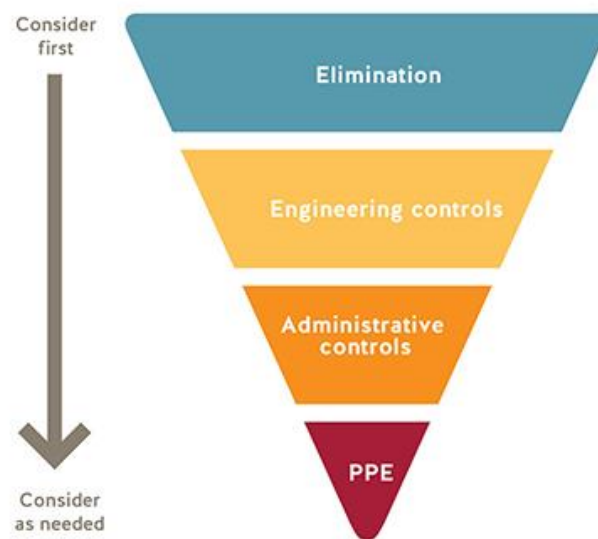 Consider
first
Elimination
Engineering controls
Administrative
controls
PPE
Consider
as needed